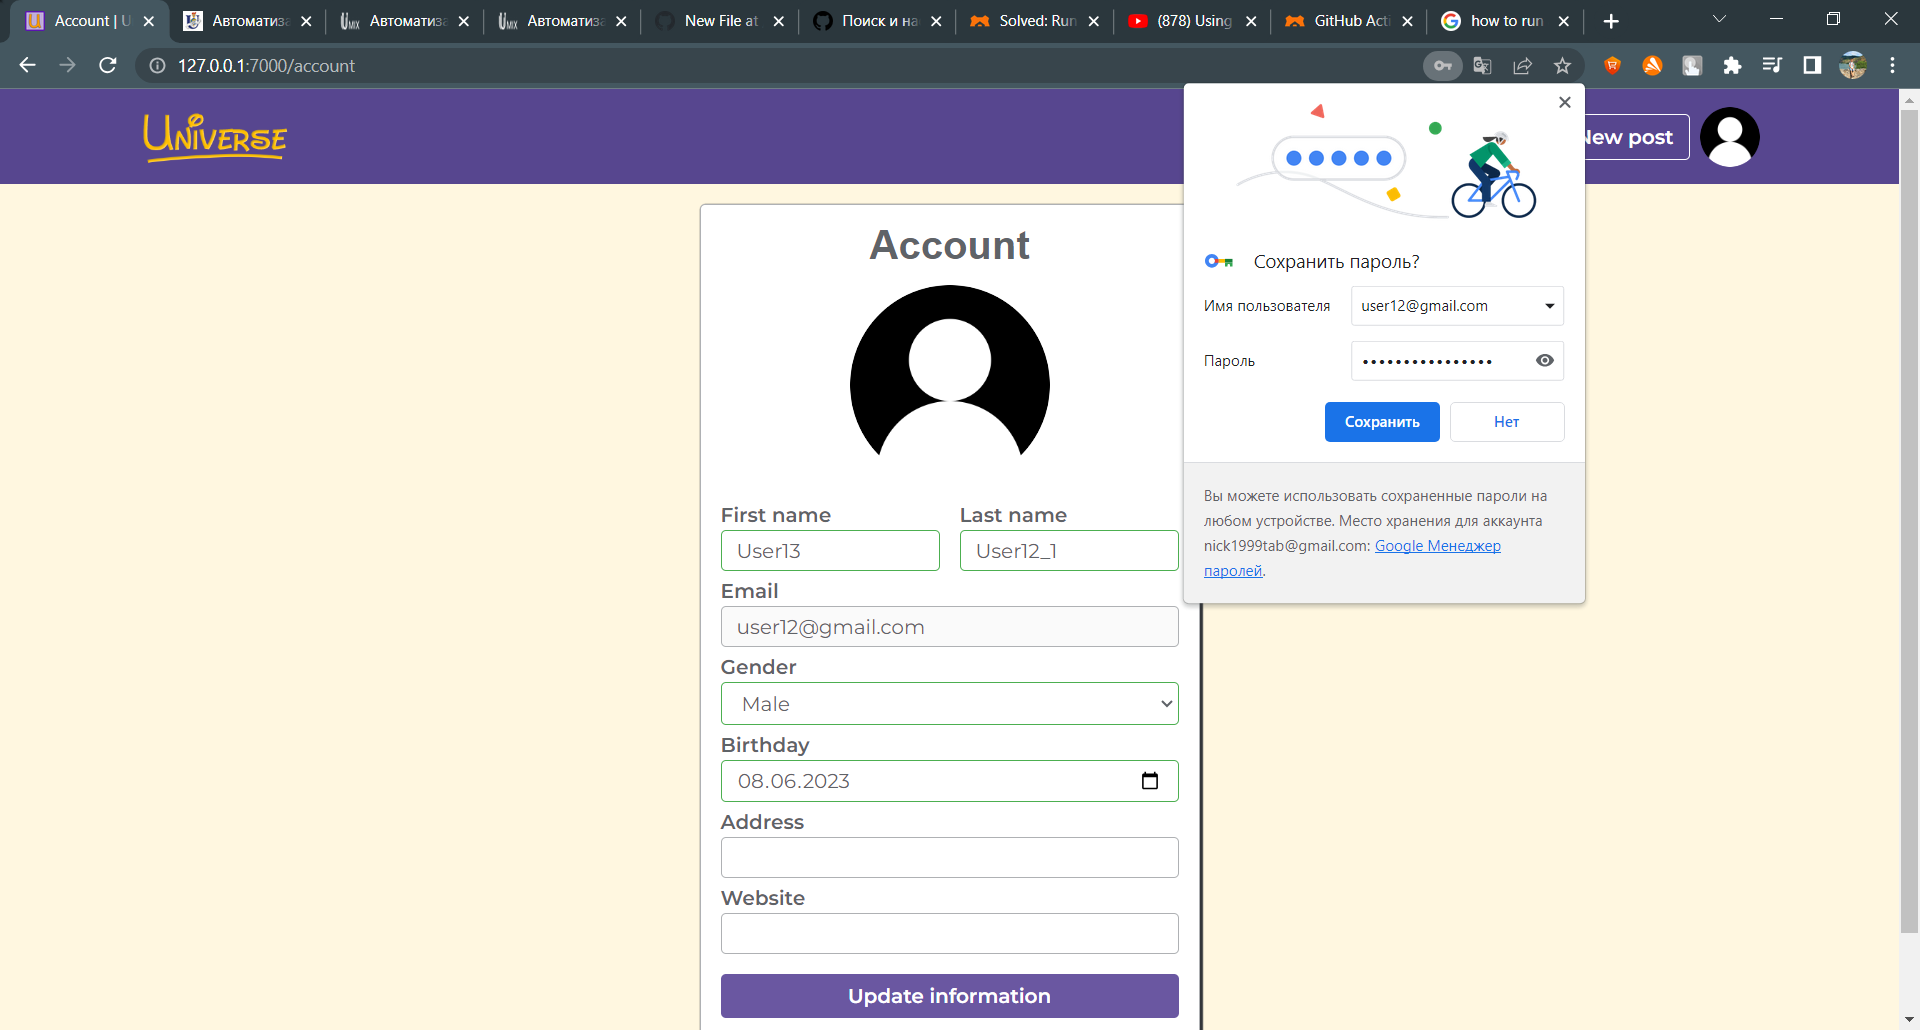 Account | U
Автоматиза
Автоматиза
Автоматиза
New File at
Поиск и на
Solved: Run
(878) Using
GitHub Acti
how to run
127.0.0.1:7000/account
UNIVERSE
New post
Account
First name
Last name
User13
User12_1
Email
user12@gmail.com
Gender
Male
Birthday
08.06.2023
Address
Website
Update information
Сохранить пароль?
Имя пользователя
user12@gmail.com
Пароль
••••••••••••••••
Сохранить
Нет
Вы можете использовать сохраненные пароли на
любом устройстве. Место хранения для аккаунта
nick1999tab@gmail.com: Google Менеджер
паролей.